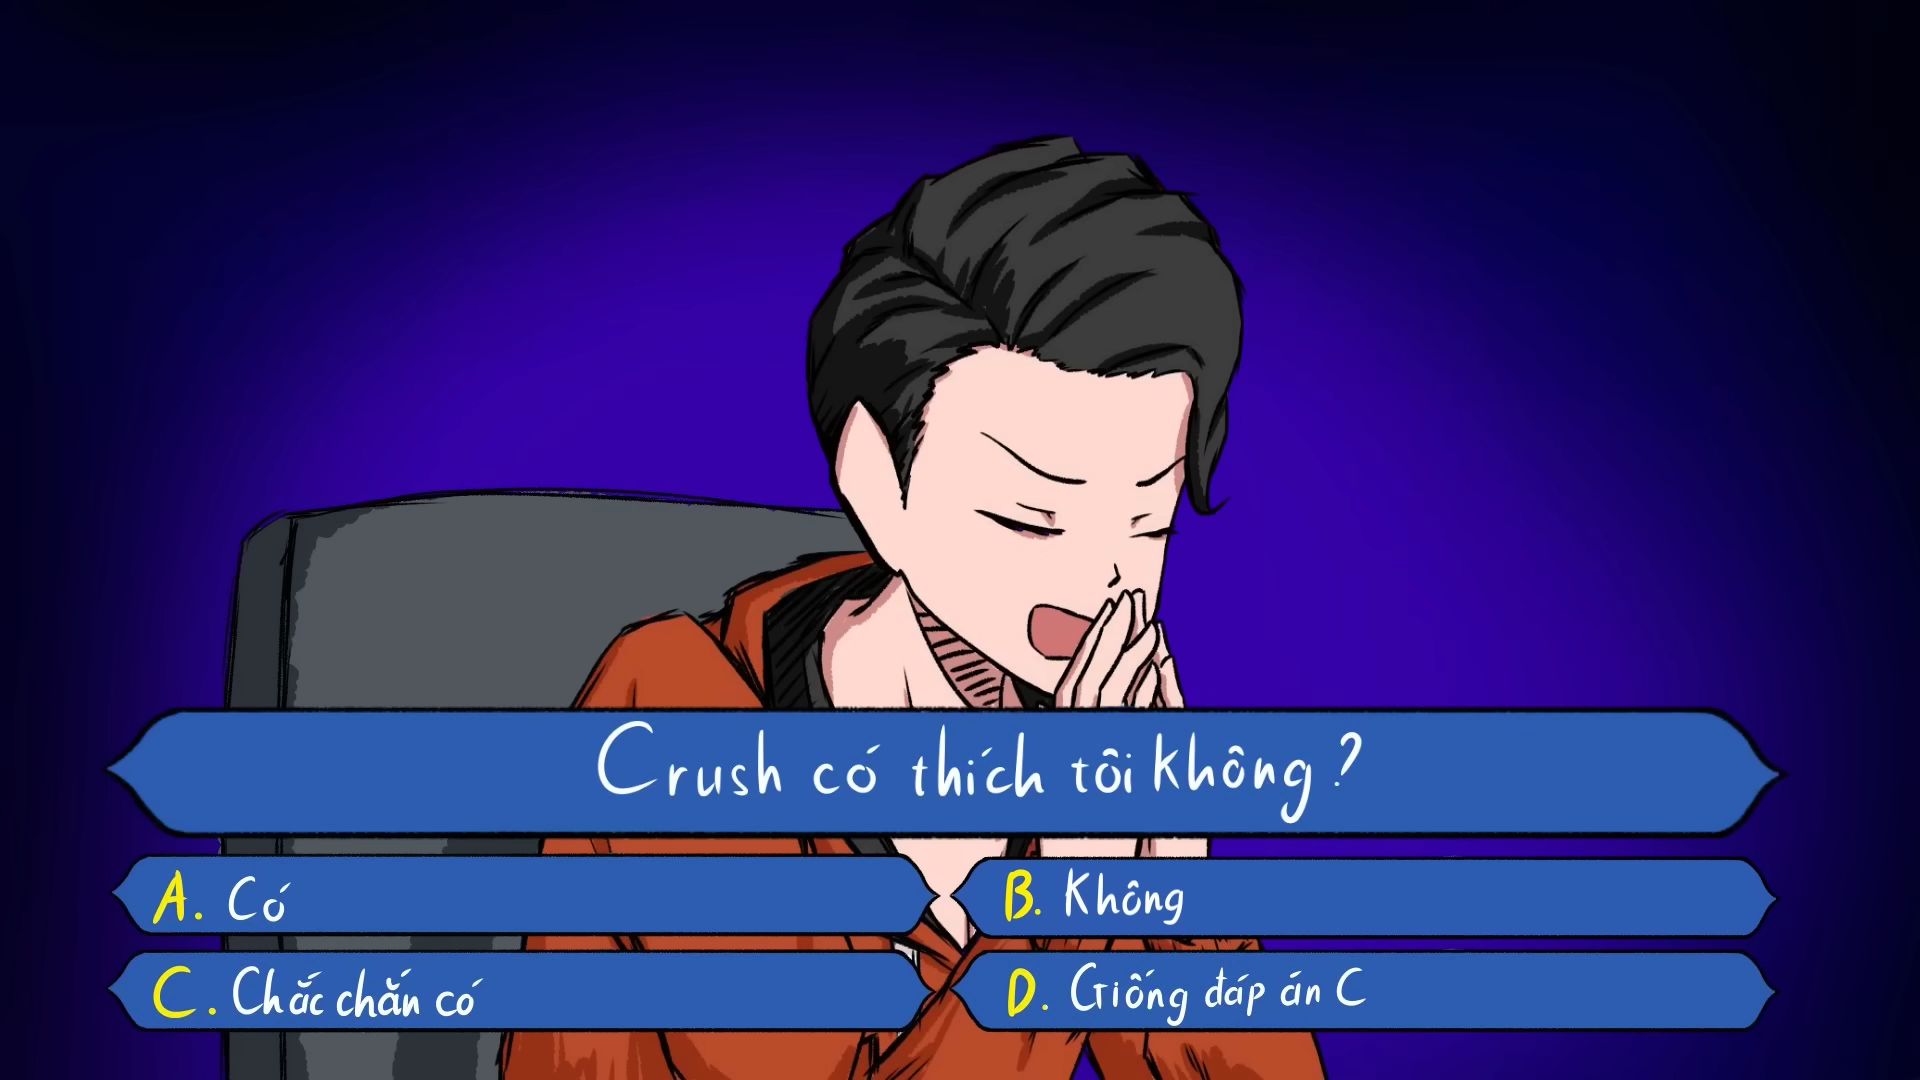 Crush có thích tôi không?
A. Có
B. Không
C. Chắc chắn có
D. Giống đáp án C